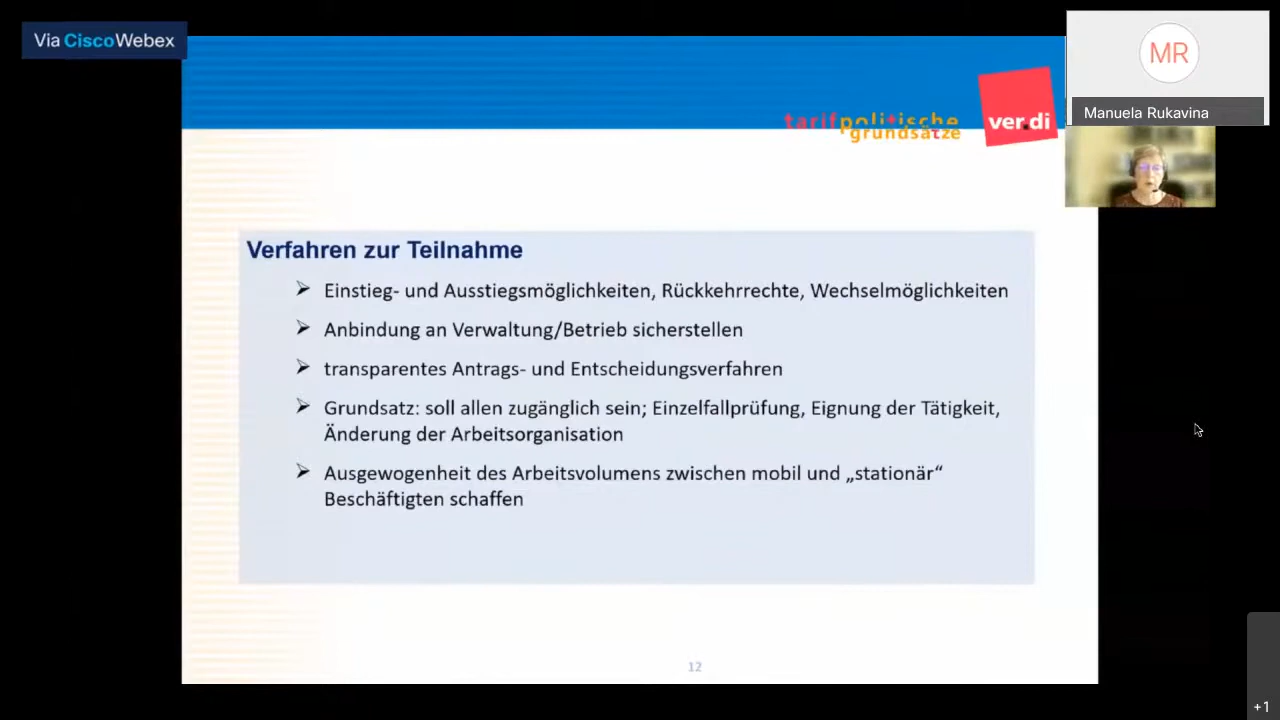 Via Cisco Webex
MR
Manuela Rukavina
tarifpolitische
grundsätze
ver.di
Verfahren zur Teilnahme
Einstieg- und Ausstiegsmöglichkeiten, Rückkehrrechte, Wechselmöglichkeiten
Anbindung an Verwaltung/Betrieb sicherstellen
transparentes Antrags- und Entscheidungsverfahren
Grundsatz: soll allen zugänglich sein; Einzelfallprüfung, Eignung der Tätigkeit,
Änderung der Arbeitsorganisation
Ausgewogenheit des Arbeitsvolumens zwischen mobil und „stationär“
Beschäftigten schaffen
12
+1